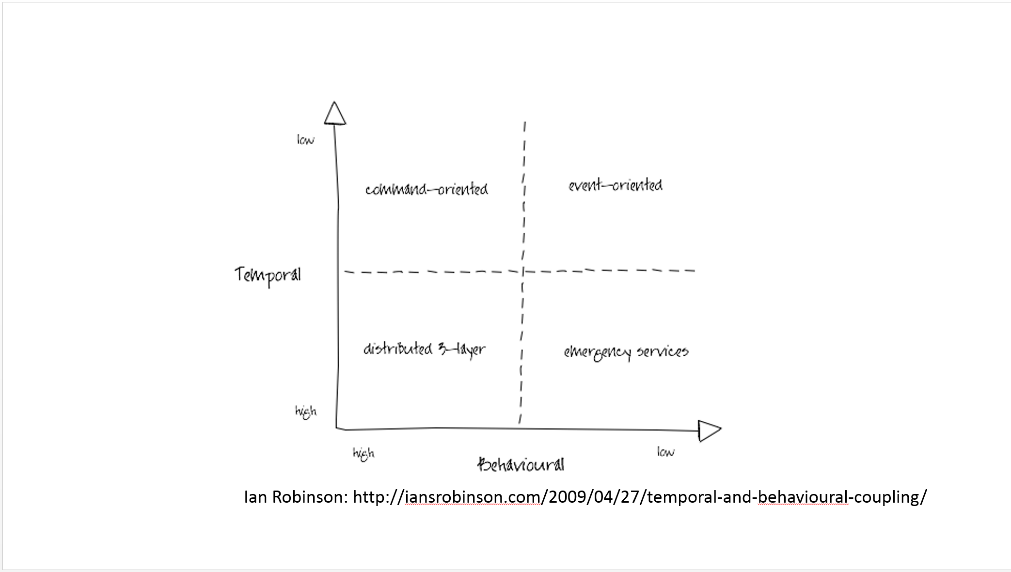 low
command-oriented event-oriented
Temporal
distributed 3-layer emergency services
high
high low
Behavioural
Ian Robinson: http://iansrobinson.com/2009/04/27/temporal-and-behavioural-coupling/